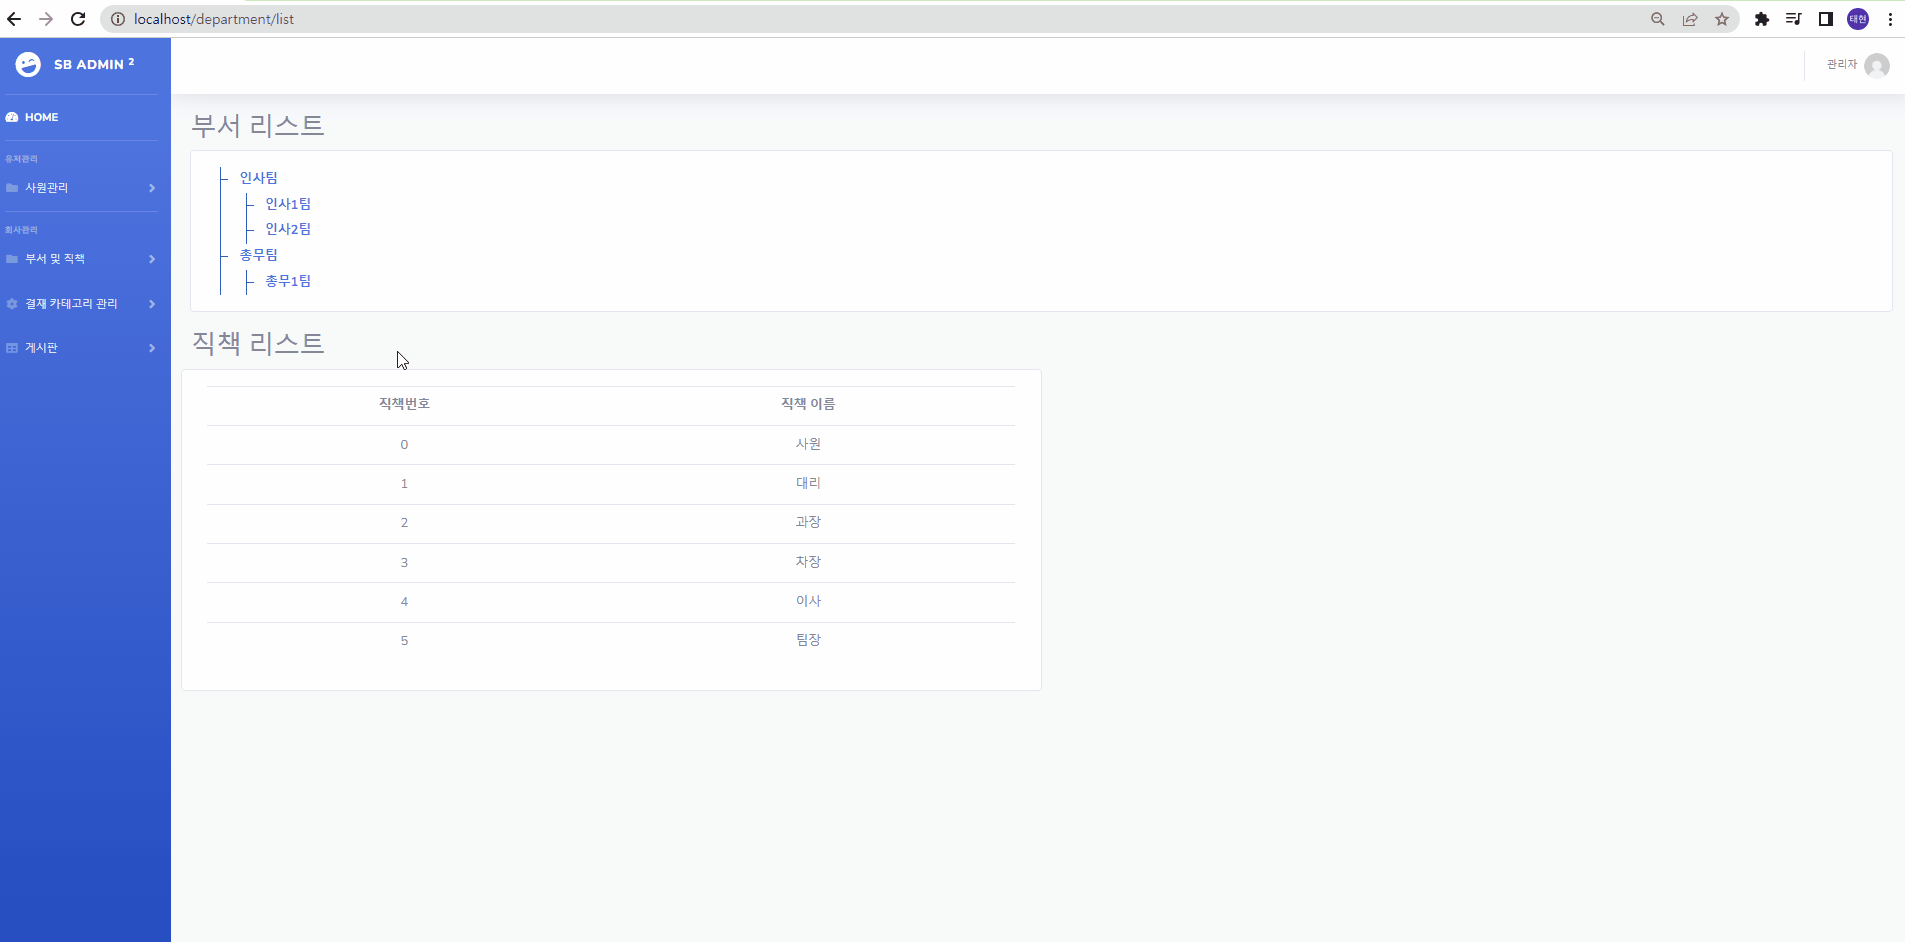 localhost/department/list
태현
SB ADMIN 2
관리자
HOME
유저관리
사원관리
회사관리
부서 및 직책
결재 카테고리 관리
게시판
부서 리스트
인사팀
인사1팀
인사2팀
총무팀
총무1팀
직책 리스트
직책번호 직책 이름
0 사원
1 대리
2 과장
3 차장
4 이사
5 팀장